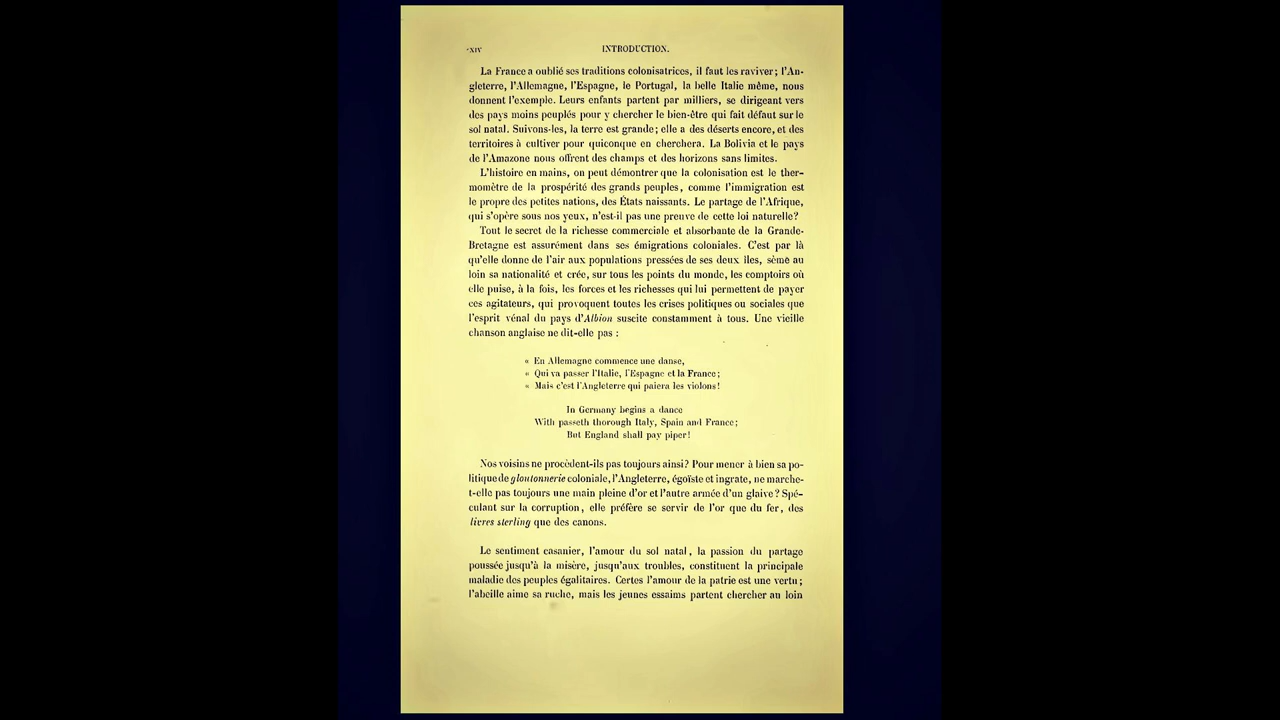 XIV INTRODUCTION.
La France a oublié ses traditions colonisatrices, il faut les raviver; l'An-
gleterre, l'Allemagne, l'Espagne, le Portugal, la belle Italie même, nous
donnent l'exemple. Leurs enfants partent par milliers, se dirigeant vers
des pays moins peuplés pour y chercher le bien-être qui fait défaut sur le
sol natal. Suivons-les, la terre est grande; elle a des déserts encore, et des
territoires à cultiver pour quiconque en cherchera. La Bolivia et le pays
de l'Amazone nous offrent des champs et des horizons sans limites.
L'histoire en mains, on peut démontrer que la colonisation est le ther-
momètre de la prospérité des grands peuples, comme l'immigration est
le propre des petites nations, des États naissants. Le partage de l'Afrique,
qui s'opère sous nos yeux, n'est-il pas une preuve de cette loi naturelle?
Tout le secret de la richesse commerciale et absorbante de la Grande-
Bretagne est assurément dans ses émigrations coloniales. C'est par là
qu'elle donne de l'air aux populations pressées de ses deux îles, sème au
loin sa nationalité et crée, sur tous les points du monde, les comptoirs où
elle puise, à la fois, les forces et les richesses qui lui permettent de payer
ces agitateurs, qui provoquent toutes les crises politiques ou sociales que
l'esprit vénal du pays d'Albion suscite constamment à tous. Une vieille
chanson anglaise ne dit-elle pas :
« En Allemagne commence une danse,
« Qui va passer l'Italie, l'Espagne et la France;
« Mais c'est l'Angleterre qui paiera les violons!
In Germany begins a dance
With passeth thorough Italy, Spain and France;
But England shall pay piper!
Nos voisins ne procèdent-ils pas toujours ainsi? Pour mener à bien sa po-
litique de gloutonnerie coloniale, l'Angleterre, égoïste et ingrate, ne marche-
t-elle pas toujours une main pleine d'or et l'autre armée d'un glaive? Spé-
culant sur la corruption, elle préfère se servir de l'or que du fer, des
livres sterling que des canons.
Le sentiment casanier, l'amour du sol natal, la passion du partage
poussée jusqu'à la misère, jusqu'aux troubles, constituent la principale
maladie des peuples égalitaires. Certes l'amour de la patrie est une vertu;
l'abeille aime sa ruche, mais les jeunes essaims partent chercher au loin